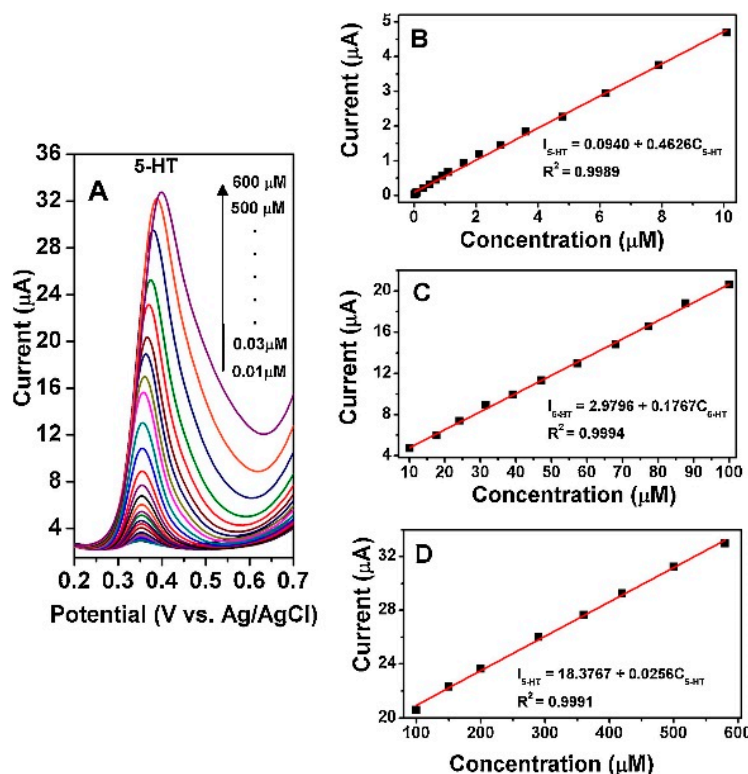 A
5-HT
600 μM
500 μM
0.03μM
0.01μM
36
32
28
24
20
16
12
8
4
Current (μA)
0.2 0.3 0.4 0.5 0.6 0.7
Potential (V vs. Ag/AgCl)
B
5
4
3
2
1
0
Current (μA)
I5-HT = 0.0940 + 0.4626C5-HT
R2 = 0.9989
0 2 4 6 8 10
Concentration (μM)
C
20
16
12
8
4
Current (μA)
I5-HT = 2.9796 + 0.1767C5-HT
R2 = 0.9994
10 20 30 40 50 60 70 80 90 100
Concentration (μM)
D
32
28
24
20
Current (μA)
I5-HT = 18.3767 + 0.0256C5-HT
R2 = 0.9991
100 200 300 400 500 600
Concentration (μM)